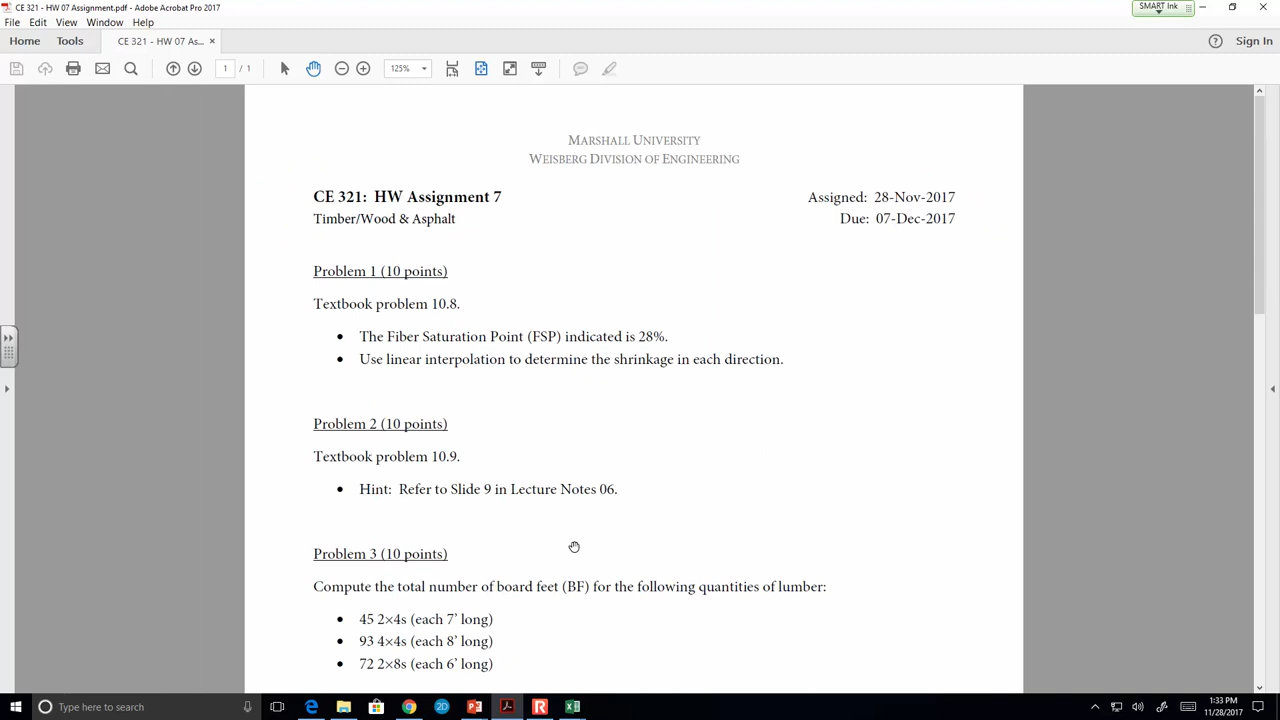 CE 321 - HW 07 Assignment.pdf - Adobe Acrobat Pro 2017
SMART Ink
File Edit View Window Help
Home Tools CE 321 - HW 07 As... × Sign In
1 / 1 125%
MARSHALL UNIVERSITY
WEISBERG DIVISION OF ENGINEERING
CE 321: HW Assignment 7 Assigned: 28-Nov-2017
Timber/Wood & Asphalt Due: 07-Dec-2017
Problem 1 (10 points)
Textbook problem 10.8.
• The Fiber Saturation Point (FSP) indicated is 28%.
• Use linear interpolation to determine the shrinkage in each direction.
Problem 2 (10 points)
Textbook problem 10.9.
• Hint: Refer to Slide 9 in Lecture Notes 06.
Problem 3 (10 points)
Compute the total number of board feet (BF) for the following quantities of lumber:
• 45 2×4s (each 7’ long)
• 93 4×4s (each 8’ long)
• 72 2×8s (each 6’ long)
Type here to search
1:33 PM
11/28/2017